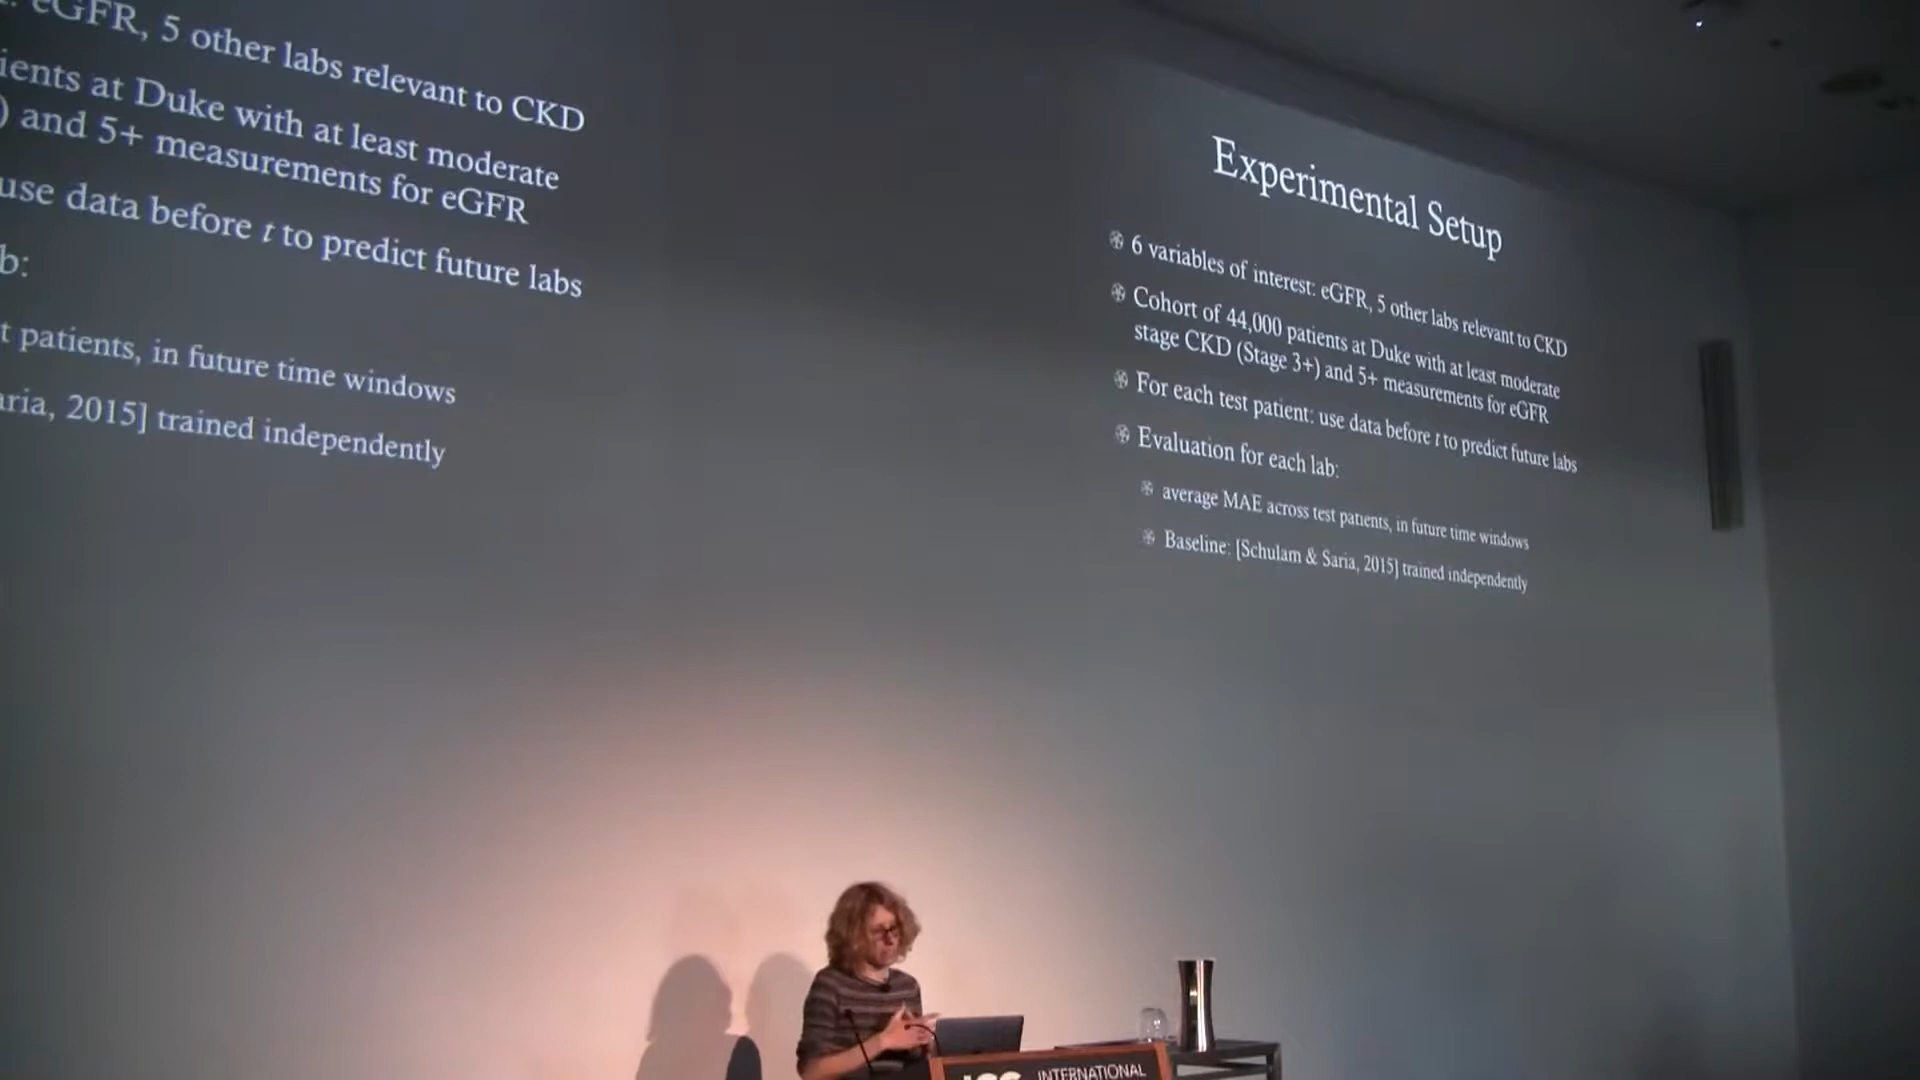 eGFR, 5 other labs relevant to CKD
ients at Duke with at least moderate
) and 5+ measurements for eGFR
use data before t to predict future labs
b:
t patients, in future time windows
aria, 2015] trained independently
Experimental Setup
6 variables of interest: eGFR, 5 other labs relevant to CKD
Cohort of 44,000 patients at Duke with at least moderate
stage CKD (Stage 3+) and 5+ measurements for eGFR
For each test patient: use data before t to predict future labs
Evaluation for each lab:
average MAE across test patients, in future time windows
Baseline: [Schulam & Saria, 2015] trained independently
INTERNATIONAL